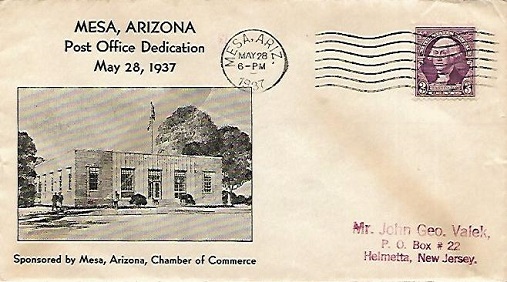 MESA, ARIZONA
Post Office Dedication
May 28, 1937
MESA, ARIZ.
MAY 28
6-PM
1937
3 3
Sponsored by Mesa, Arizona, Chamber of Commerce
Mr. John Geo. Valek,
P. O. Box # 22
Helmetta, New Jersey.